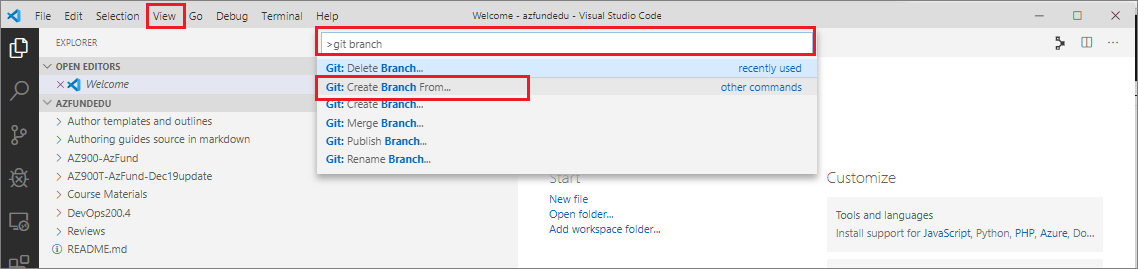 File Edit Selection View Go Debug Terminal Help Welcome - azfundedu - Visual Studio Code
>git branch
EXPLORER
OPEN EDITORS
Welcome
AZFUNDEDU
Author templates and outlines
Authoring guides source in markdown
AZ900-AzFund
AZ900T-AzFund-Dec19update
Course Materials
DevOps200.4
Reviews
README.md
Git: Delete Branch... recently used
Git: Create Branch From... other commands
Git: Create Branch...
Git: Merge Branch...
Git: Publish Branch...
Git: Rename Branch...
Start
New file
Open folder...
Add workspace folder...
Customize
Tools and languages
Install support for JavaScript, Python, PHP, Azure, Do...